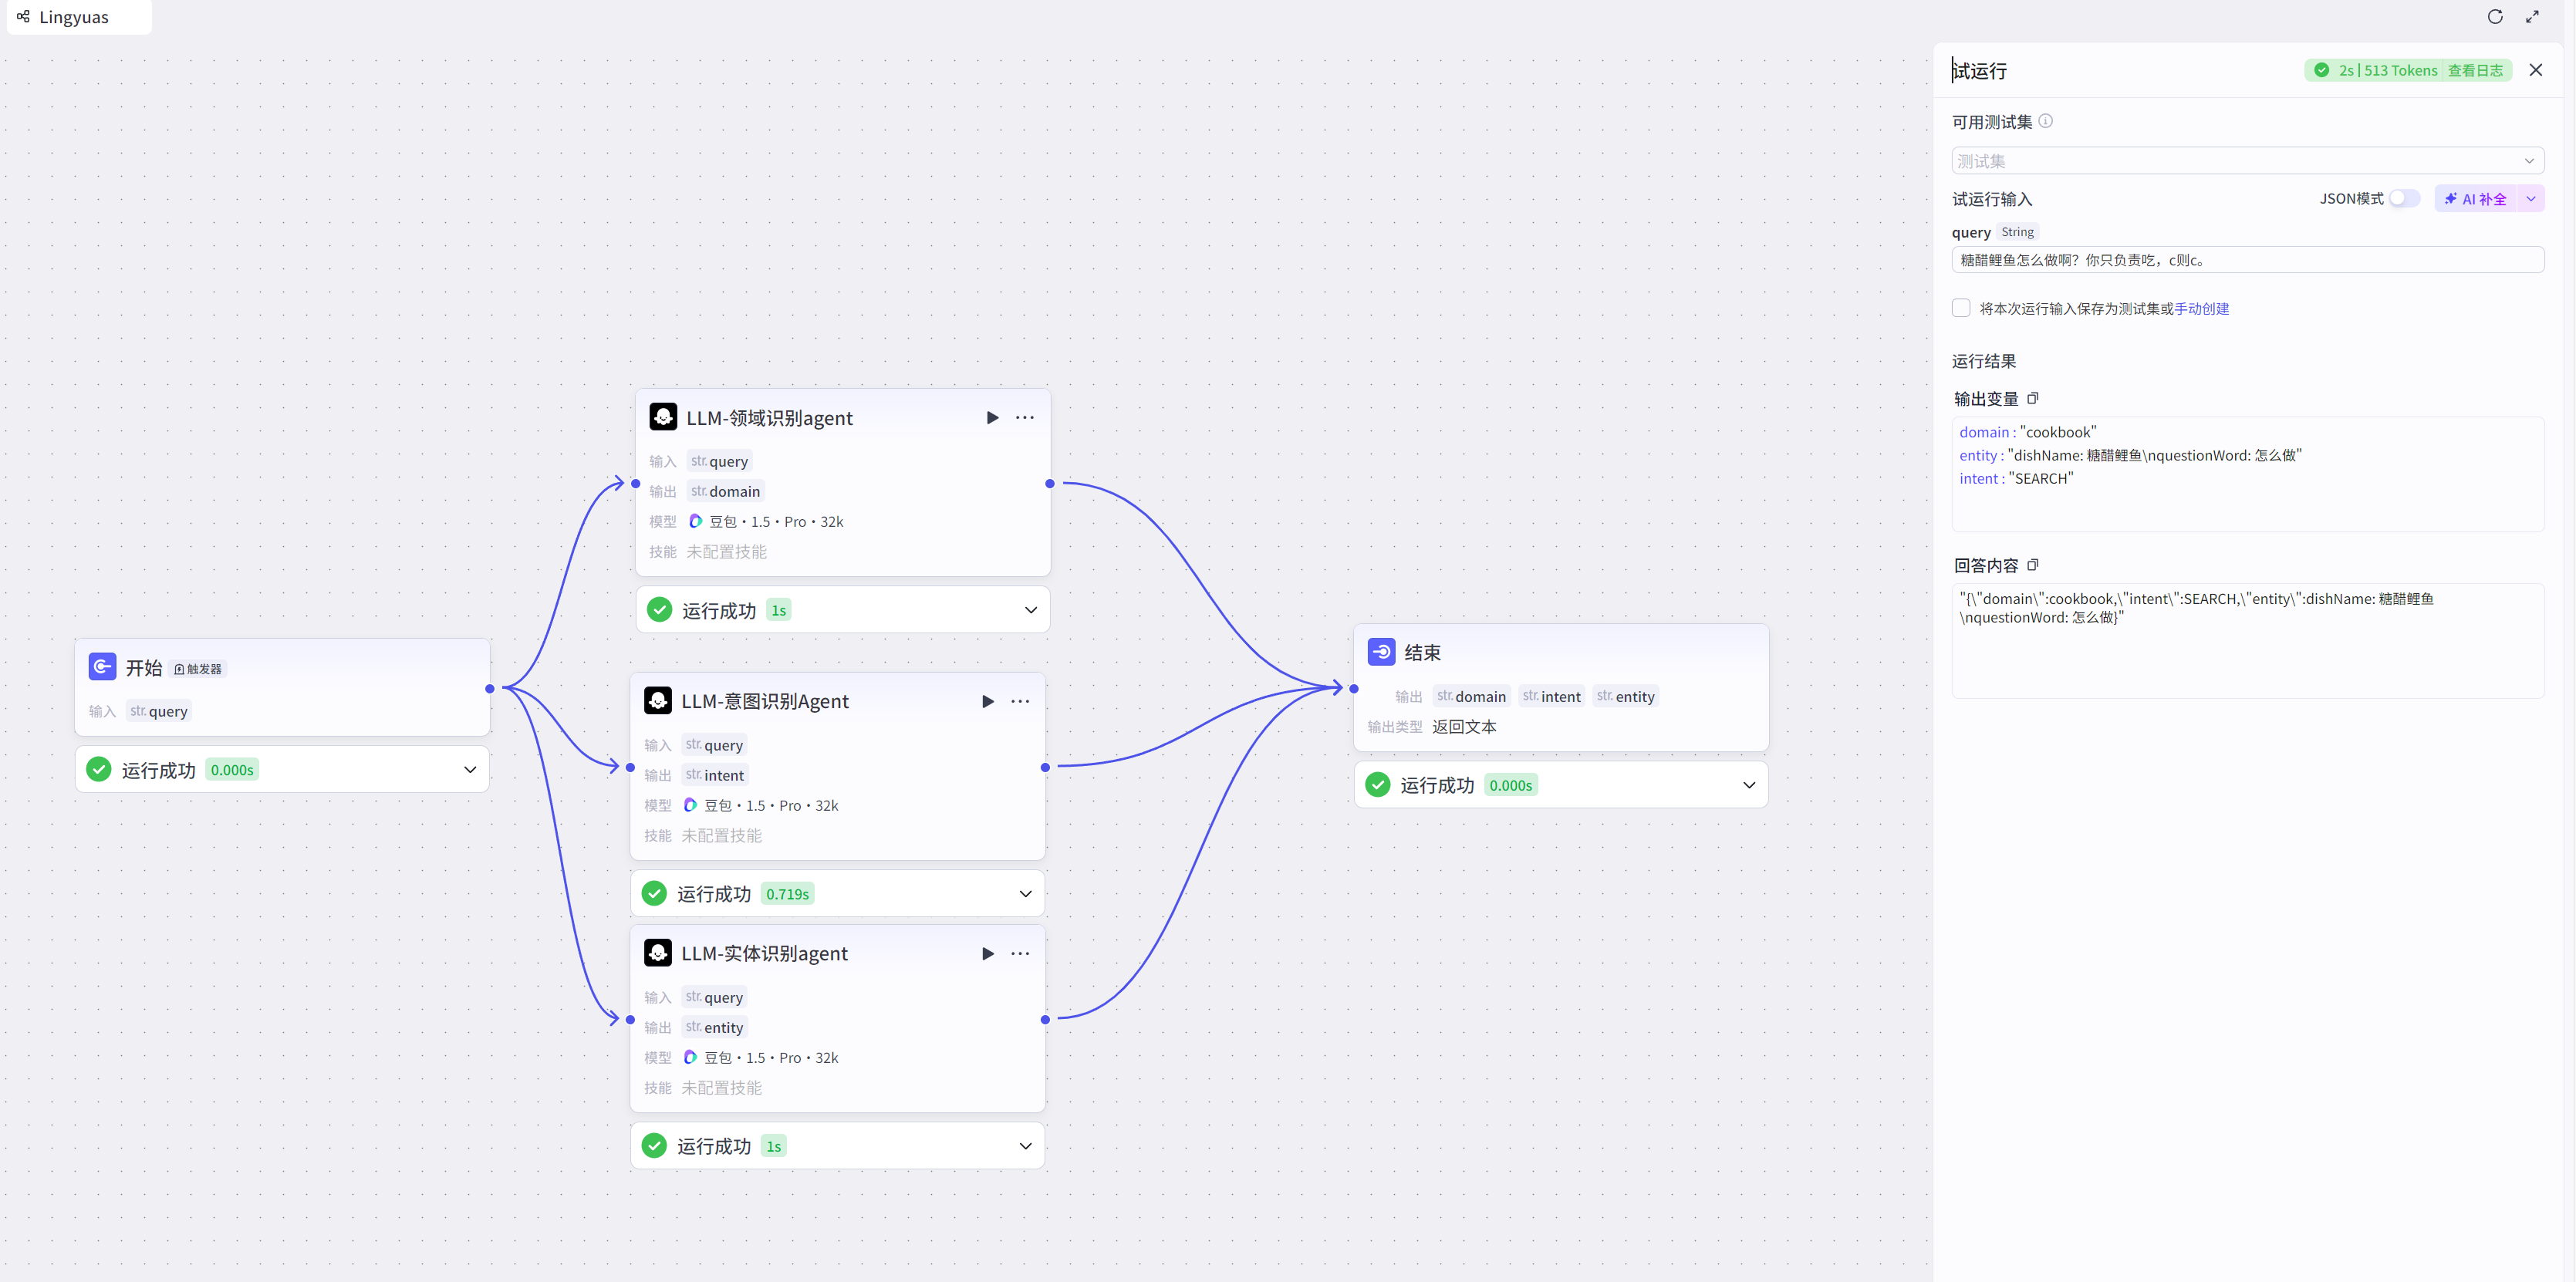 Lingyuas
开始 触发器
输入 str. query
运行成功 0.000s
LLM-领域识别agent
输入 str. query
输出 str. domain
模型 豆包·1.5·Pro·32k
技能 未配置技能
运行成功 1s
LLM-意图识别Agent
输入 str. query
输出 str. intent
模型 豆包·1.5·Pro·32k
技能 未配置技能
运行成功 0.719s
LLM-实体识别agent
输入 str. query
输出 str. entity
模型 豆包·1.5·Pro·32k
技能 未配置技能
运行成功 1s
结束
输出 str. domain str. intent str. entity
输出类型 返回文本
运行成功 0.000s
试运行 2s | 513 Tokens 查看日志
可用测试集
测试集
试运行输入 JSON模式 AI 补全
query String
糖醋鲤鱼怎么做啊？你只负责吃，c则c。
将本次运行输入保存为测试集或手动创建
运行结果
输出变量
domain : "cookbook"
entity : "dishName: 糖醋鲤鱼\nquestionWord: 怎么做"
intent : "SEARCH"
回答内容
"{\"domain\":cookbook,\"intent\":SEARCH,\"entity\":dishName: 糖醋鲤鱼
\nquestionWord: 怎么做}"